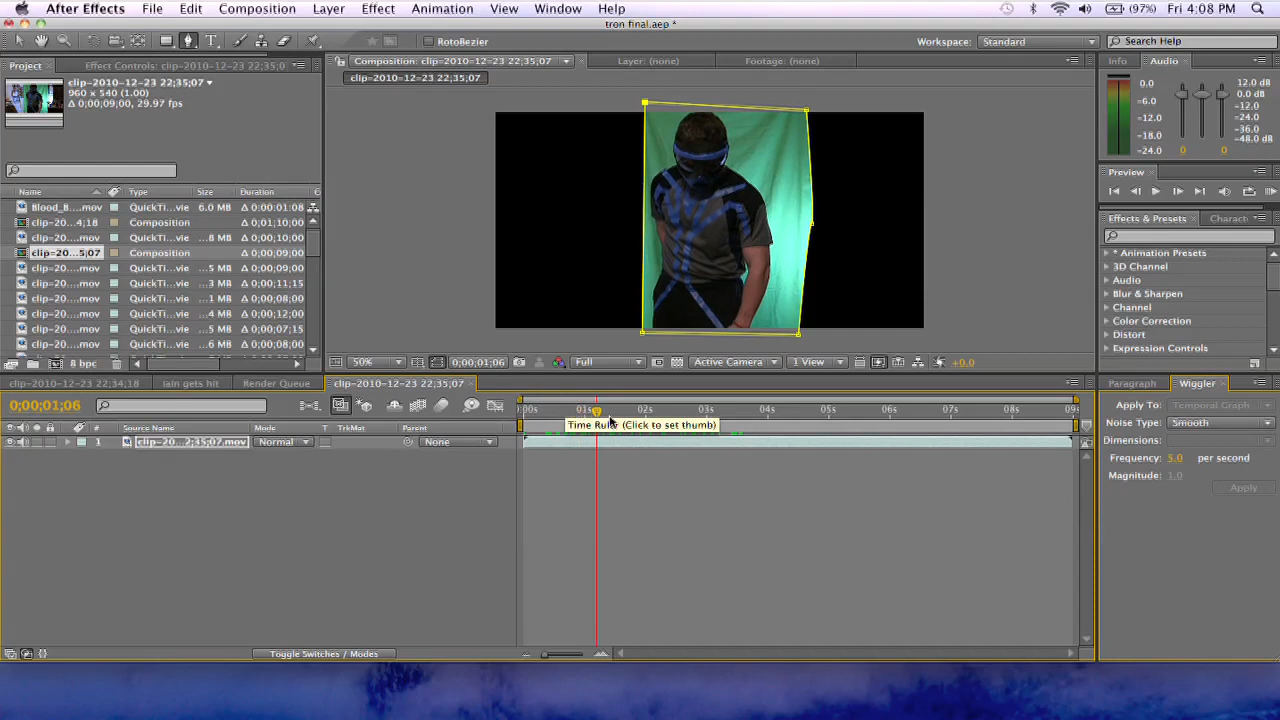 After Effects File Edit Composition Layer Effect Animation View Window Help (97%) Fri 4:08 PM
tron final.aep *
RotoBezier Workspace: Standard Search Help
Project Effect Controls: clip-2010-12-23 22;35;0
clip-2010-12-23 22;35;07
960 x 540 (1.00)
Δ 0;00;09;00, 29.97 fps
Composition: clip-2010-12-23 22;35;07 Layer: (none) Footage: (none)
clip-2010-12-23 22;35;07
Info Audio
0.0 12.0 dB
-6.0 0.0 dB
-12.0 -12.0
-18.0 -24.0
-24.0 -36.0
-48.0 dB
0 0
Preview
Name Type Size Duration
Blood_B....mov QuickTi...vie 6.0 MB Δ 0:00:01:08
clip-20...4;18 Composition Δ 0;01;10;00
clip-20....mov QuickTi...vie ...8 MB Δ 0;00;10;00
clip-20...5;07 Composition Δ 0;00;09;00
clip-20....mov QuickTi...vie ...5 MB Δ 0;00;09;00
clip-20....mov QuickTi...vie ...3 MB Δ 0;00;11;15
clip-20....mov QuickTi...vie ...1 MB Δ 0;00;08;00
clip-20....mov QuickTi...vie ...6 MB Δ 0;00;12;00
clip-20....mov QuickTi...vie ...5 MB Δ 0;00;07;15
clip-20....mov QuickTi...vie ...6 MB Δ 0;00;08;00
8 bpc
50% 0;00;01;06 Full Active Camera 1 View +0.0
Effects & Presets Charact
* Animation Presets
3D Channel
Audio
Blur & Sharpen
Channel
Color Correction
Distort
Expression Controls
clip-2010-12-23 22;34;18 iain gets hit Render Queue clip-2010-12-23 22;35;07
0;00;01;06
:00s 01s 02s 03s 04s 05s 06s 07s 08s 09s
Time Ruler (Click to set thumb)
# Source Name Mode T TrkMat Parent
1 clip-20...2;35;07.mov Normal None
Toggle Switches / Modes
Paragraph Wiggler
Apply To: Temporal Graph
Noise Type: Smooth
Dimensions:
Frequency: 5.0 per second
Magnitude: 1.0
Apply